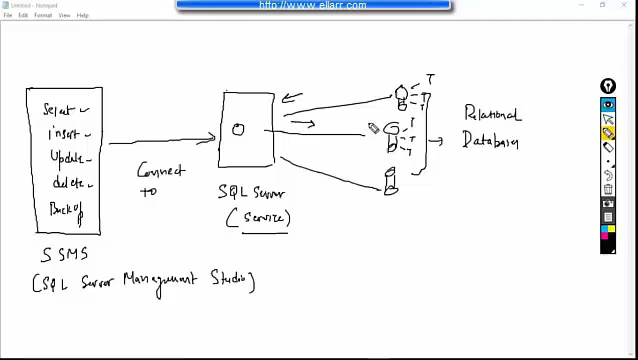 Untitled - Notepad
http://www.ellarr.com
File Edit Format View Help
Select
Insert
Update
delete
Backup
SSMS
(SQL Server Management Studio)
Connect
to
SQL Server
(Service)
T
T
T
T
T
T
Relational
Database